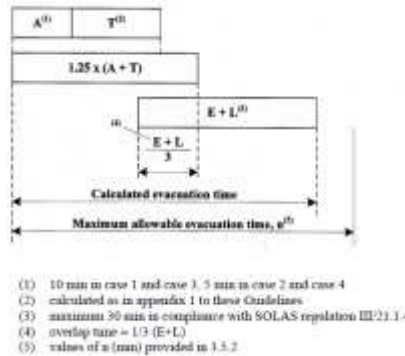 A(1) T(2)
1.25 x (A + T)
E + L(3)
(4)
E + L
3
Calculated evacuation time
Maximum allowable evacuation time, n(5)
(1) 10 min in case 1 and case 3, 5 min in case 2 and case 4
(2) calculated as in appendix 1 to these Guidelines
(3) maximum 30 min in compliance with SOLAS regulation III/21.1.4
(4) overlap time = 1/3 (E+L)
(5) values of n (min) provided in 3.5.2